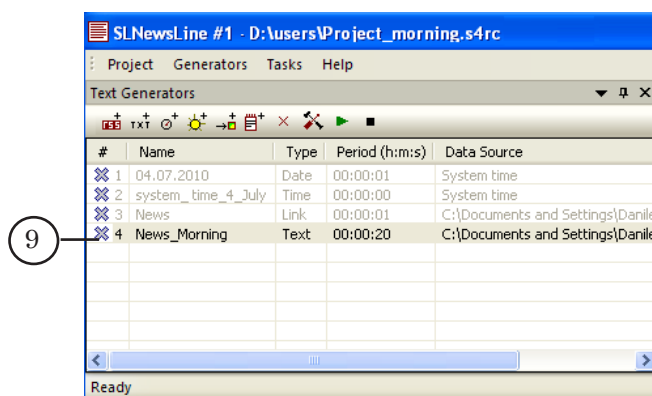 SLNewsLine #1 - D:\users\Project_morning.s4rc
Project Generators Tasks Help
Text Generators
rss TXT
# Name Type Period (h:m:s) Data Source
1 04.07.2010 Date 00:00:01 System time
2 system_time_4_July Time 00:00:00 System time
3 News Link 00:00:01 C:\Documents and Settings\Danile
9
4 News_Morning Text 00:00:20 C:\Documents and Settings\Danile
Ready